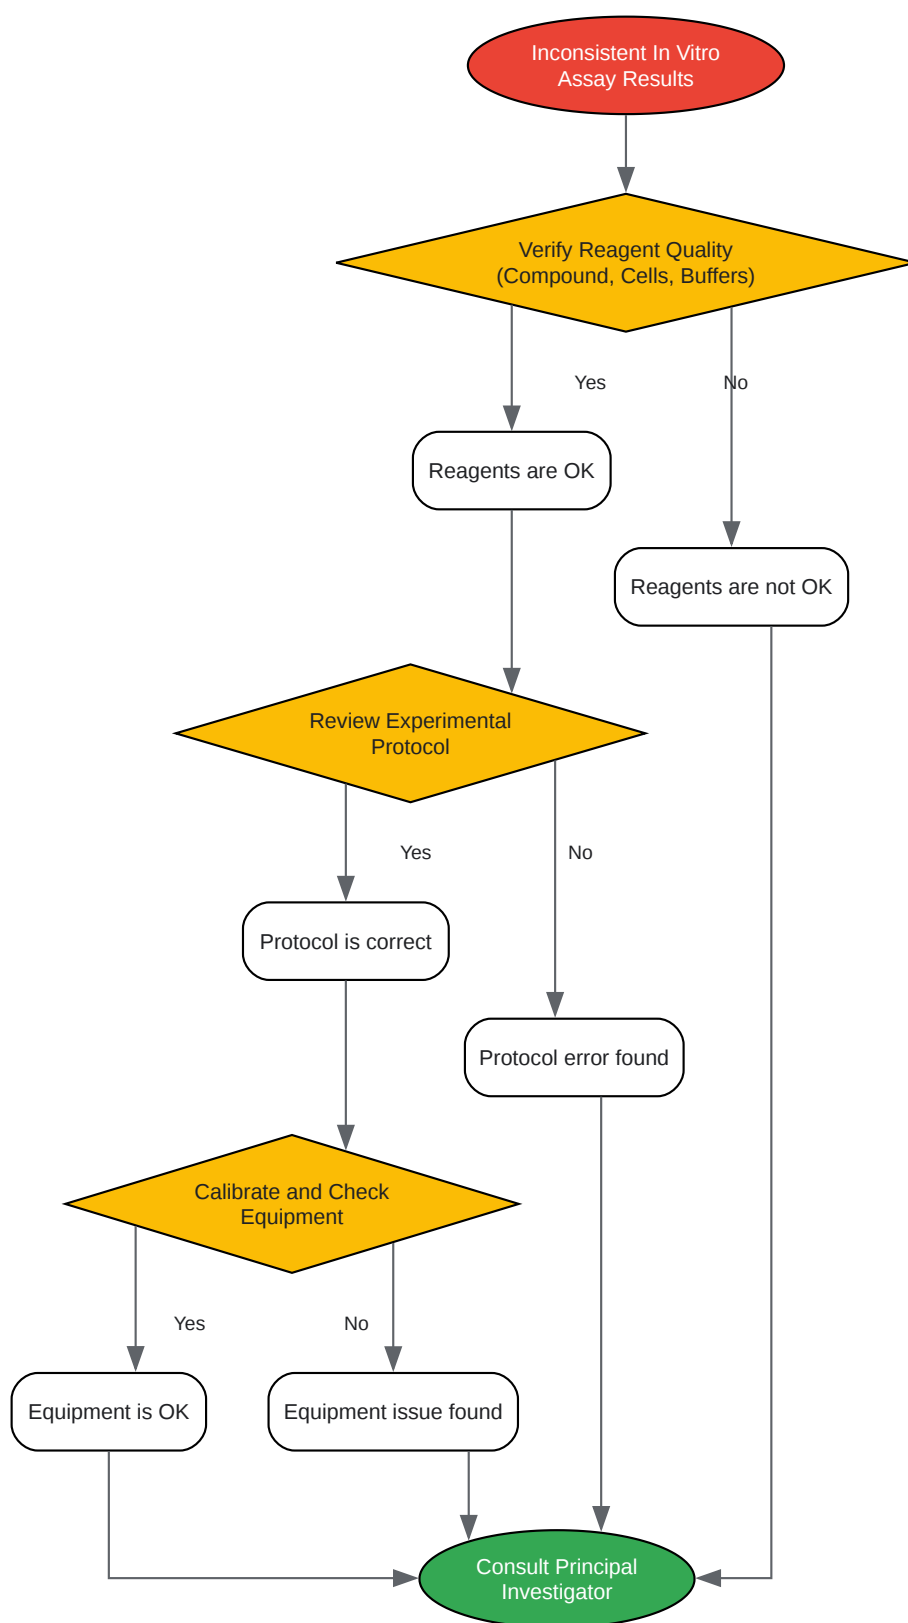 Inconsistent In Vitro
Assay Results
Verify Reagent Quality
(Compound, Cells, Buffers)
Yes
No
Reagents are OK
Reagents are not OK
Review Experimental
Protocol
Yes
No
Protocol is correct
Protocol error found
Calibrate and Check
Equipment
Yes
No
Equipment is OK
Equipment issue found
Consult Principal
Investigator